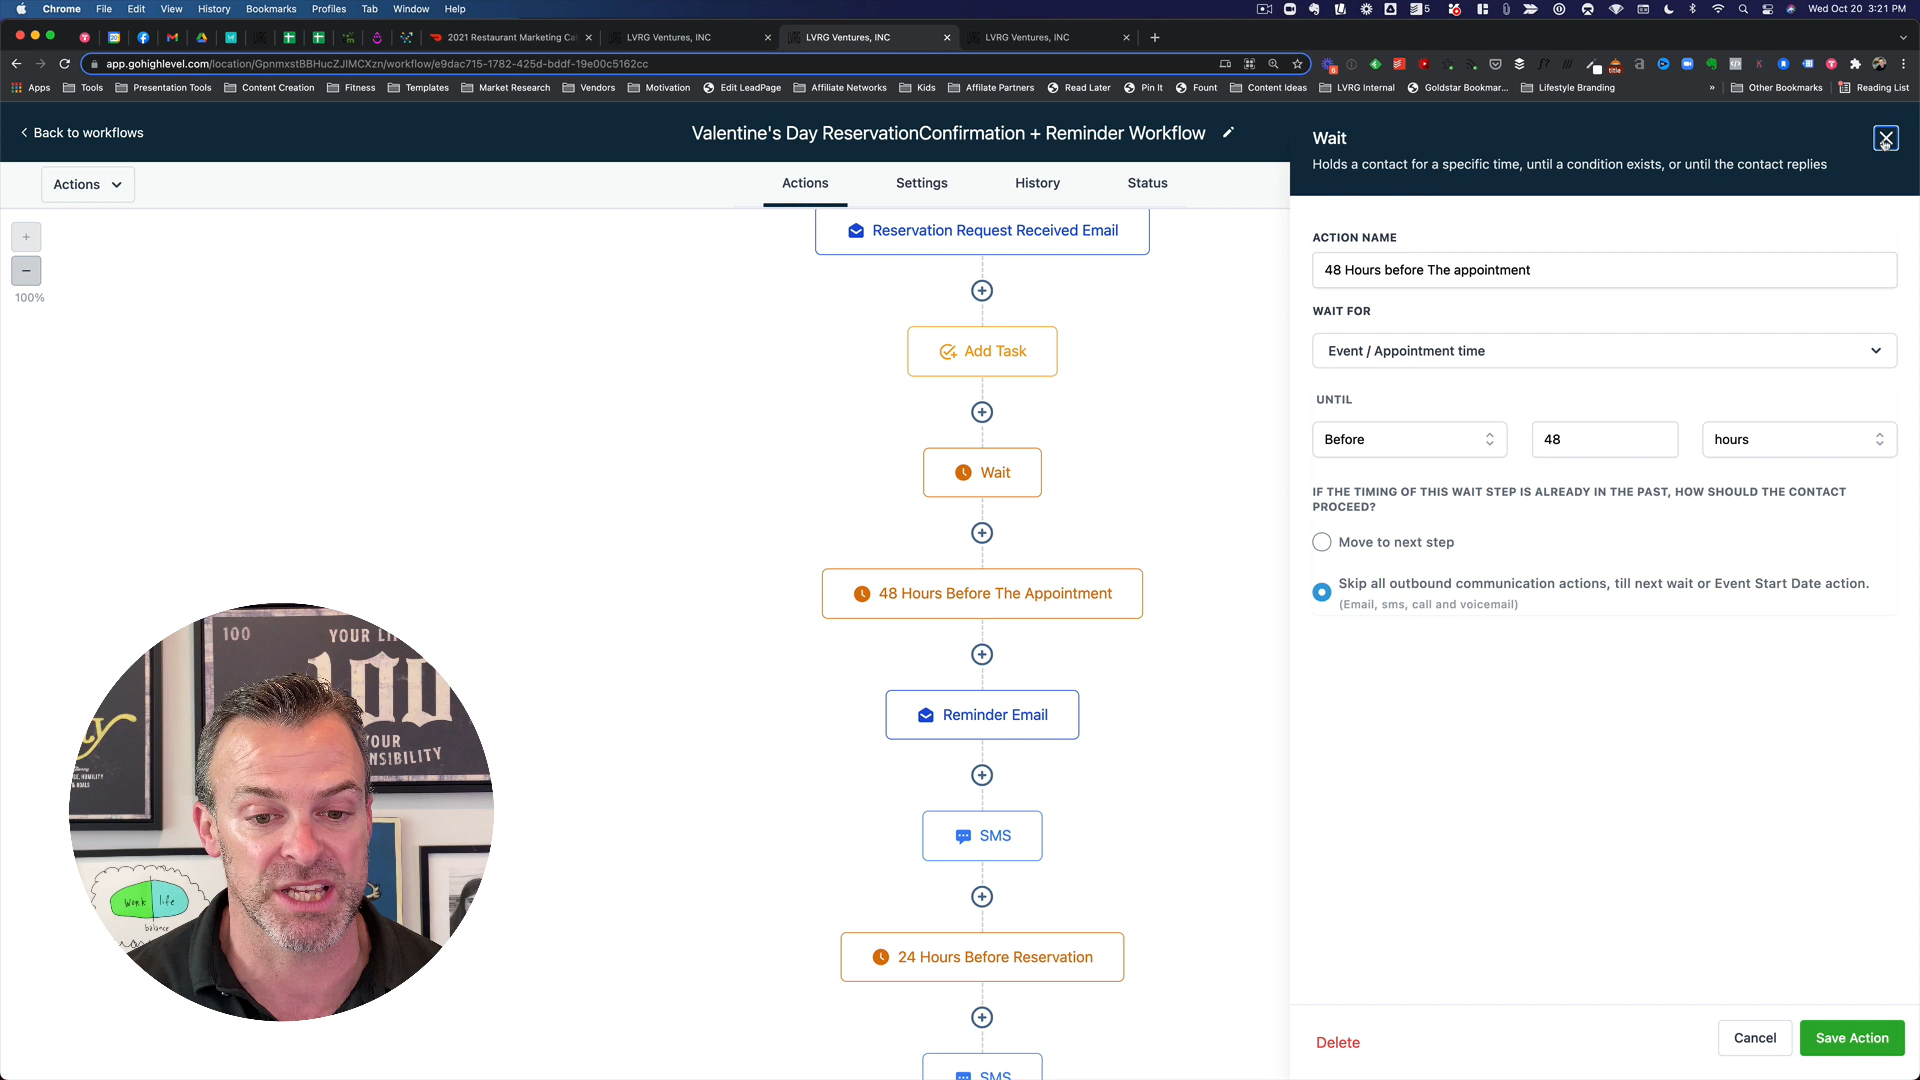 Chrome File Edit View History Bookmarks Profiles Tab Window Help
5
Wed Oct 20 3:21 PM
2021 Restaurant Marketing Ca
LVRG Ventures, INC
LVRG Ventures, INC
LVRG Ventures, INC
app.gohighlevel.com/location/GpnmxstBBHucZJIMCXzn/workflow/e9dac715-1782-425d-bddf-19e00c5162cc
Apps Tools Presentation Tools Content Creation Fitness Templates Market Research Vendors Motivation Edit LeadPage Affiliate Networks Kids Affilate Partners Read Later Pin It Fount Content Ideas LVRG Internal Goldstar Bookmar... Lifestyle Branding » Other Bookmarks Reading List
Back to workflows
Valentine's Day ReservationConfirmation + Reminder Workflow
Actions
Actions Settings History Status
+
−
100%
Reservation Request Received Email
Add Task
Wait
48 Hours Before The Appointment
Reminder Email
SMS
24 Hours Before Reservation
SMS
Wait
Holds a contact for a specific time, until a condition exists, or until the contact replies
ACTION NAME
48 Hours before The appointment
WAIT FOR
Event / Appointment time
UNTIL
Before 48 hours
IF THE TIMING OF THIS WAIT STEP IS ALREADY IN THE PAST, HOW SHOULD THE CONTACT
PROCEED?
Move to next step
Skip all outbound communication actions, till next wait or Event Start Date action.
(Email, sms, call and voicemail)
Delete
Cancel
Save Action
100
YOUR
100
YOUR
work life
balance